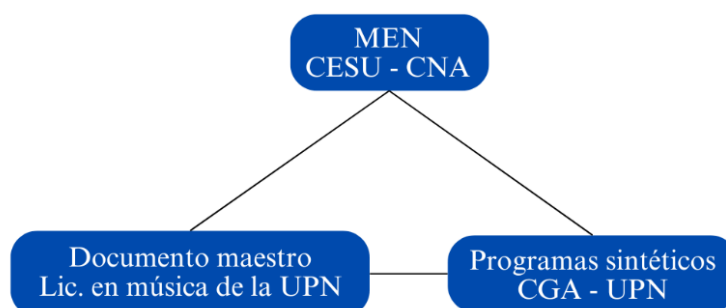 MEN
CESU - CNA
Documento maestro
Lic. en música de la UPN
Programas sintéticos
CGA - UPN